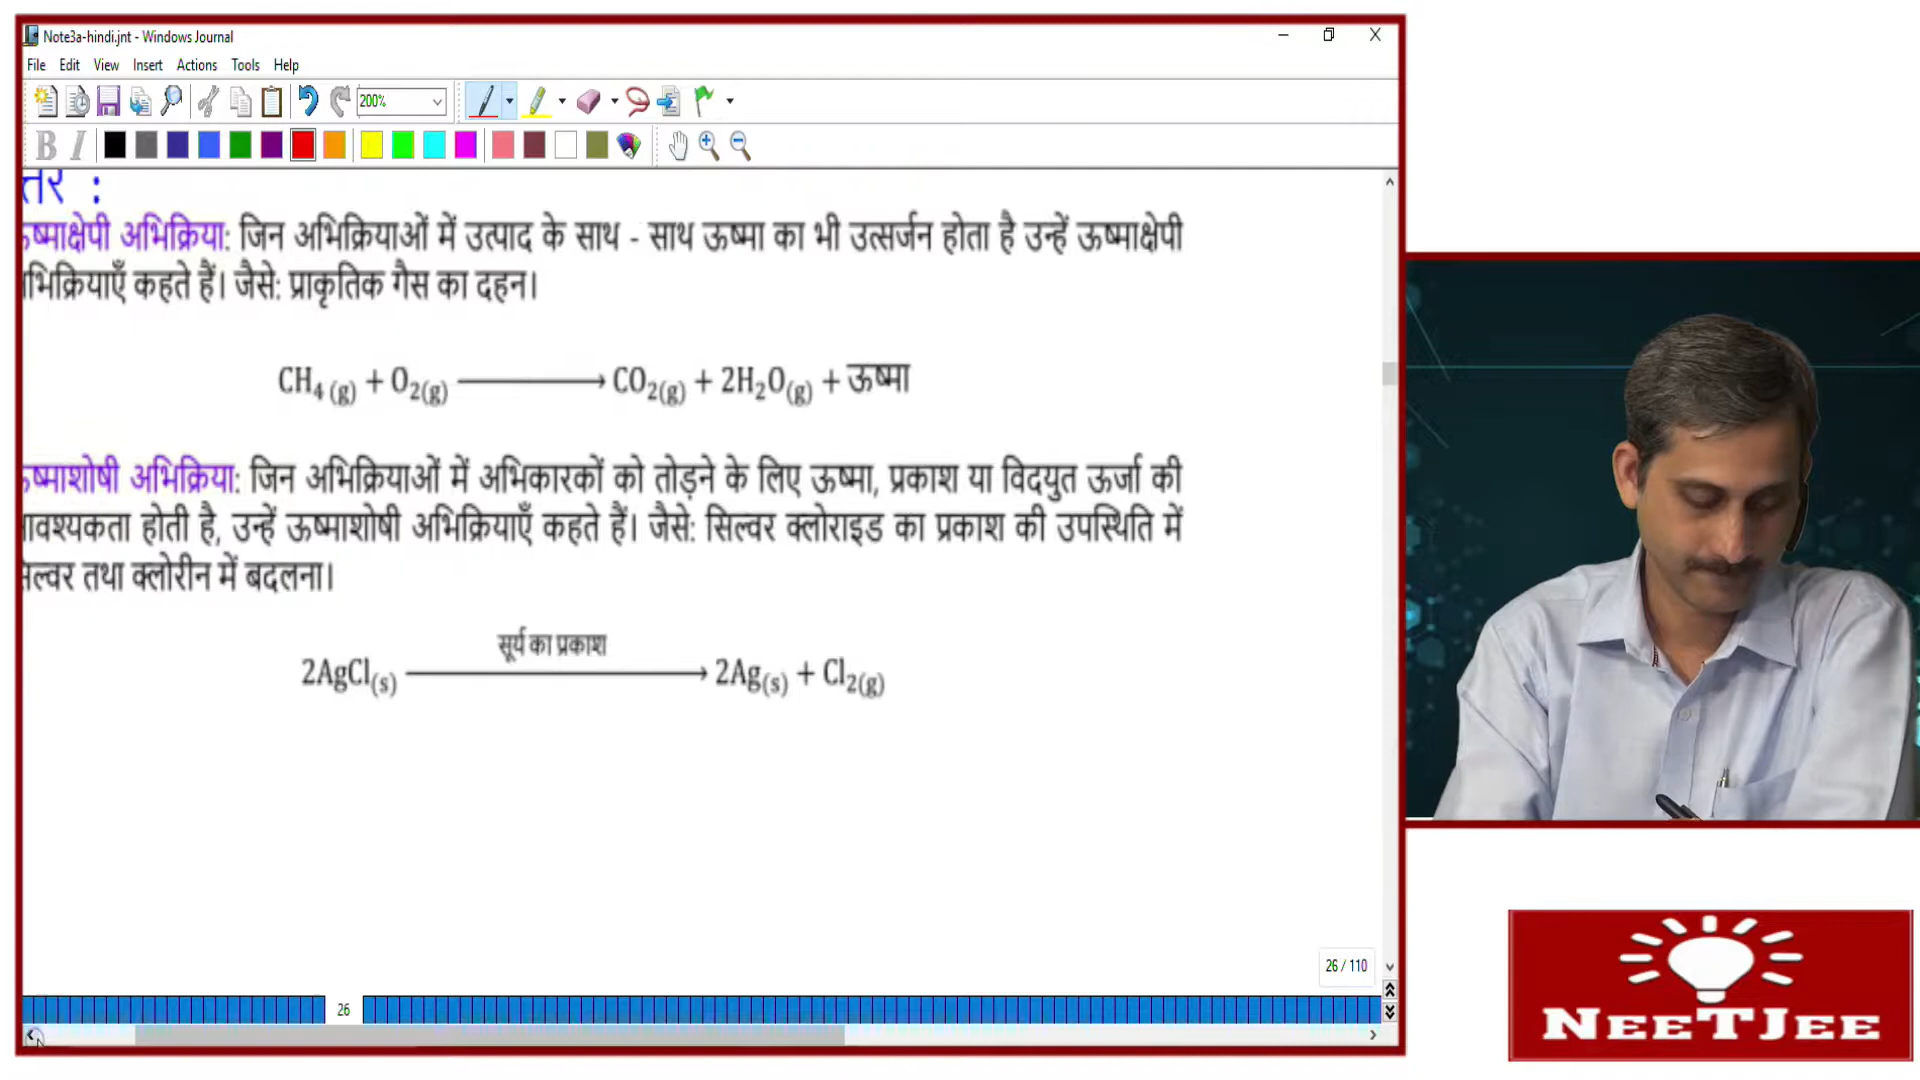 Note3a-hindi.jnt - Windows Journal
File Edit View Insert Actions Tools Help
200%
B I
तर :
ष्माक्षेपी अभिक्रिया: जिन अभिक्रियाओं में उत्पाद के साथ - साथ ऊष्मा का भी उत्सर्जन होता है उन्हें ऊष्माक्षेपी
भिक्रियाएँ कहते हैं। जैसे: प्राकृतिक गैस का दहन।
CH₄ (g) + O₂(g) ⟶ CO₂(g) + 2H₂O(g) + ऊष्मा
ष्माशोषी अभिक्रिया: जिन अभिक्रियाओं में अभिकारकों को तोड़ने के लिए ऊष्मा, प्रकाश या विदयुत ऊर्जा की
ावश्यकता होती है, उन्हें ऊष्माशोषी अभिक्रियाएँ कहते हैं। जैसे: सिल्वर क्लोराइड का प्रकाश की उपस्थिति में
िल्वर तथा क्लोरीन में बदलना।
सूर्य का प्रकाश
2AgCl(s) ⟶ 2Ag(s) + Cl₂(g)
26 / 110
26
NEETJEE